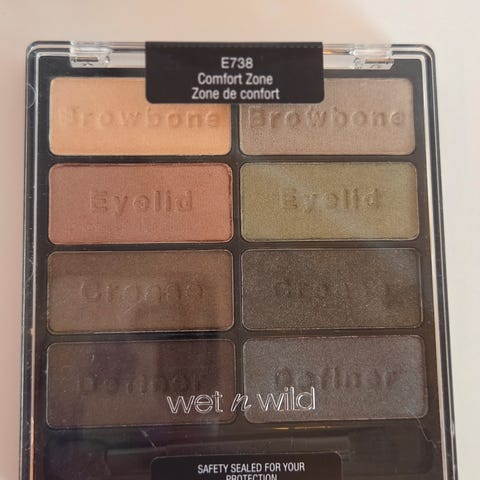 E738
Comfort Zone
Zone de confort
Browbone Browbone
Eyelid Eyelid
Crease Crease
Definer Definer
wet n wild
SAFETY SEALED FOR YOUR
PROTECTION